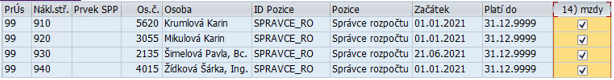 PrÚs Nákl.stř. Prvek SPP Os.č. Osoba ID Pozice Pozice Začátek Platí do 14) mzdy
99 910 5620 Krumlová Karin SPRAVCE_RO Správce rozpočtu 01.01.2021 31.12.9999
99 920 3055 Mikulová Karin SPRAVCE_RO Správce rozpočtu 01.01.2021 31.12.9999
99 930 2135 Šimelová Pavla, Bc. SPRAVCE_RO Správce rozpočtu 21.06.2021 31.12.9999
99 940 4015 Žídková Šárka, Ing. SPRAVCE_RO Správce rozpočtu 01.01.2021 31.12.9999